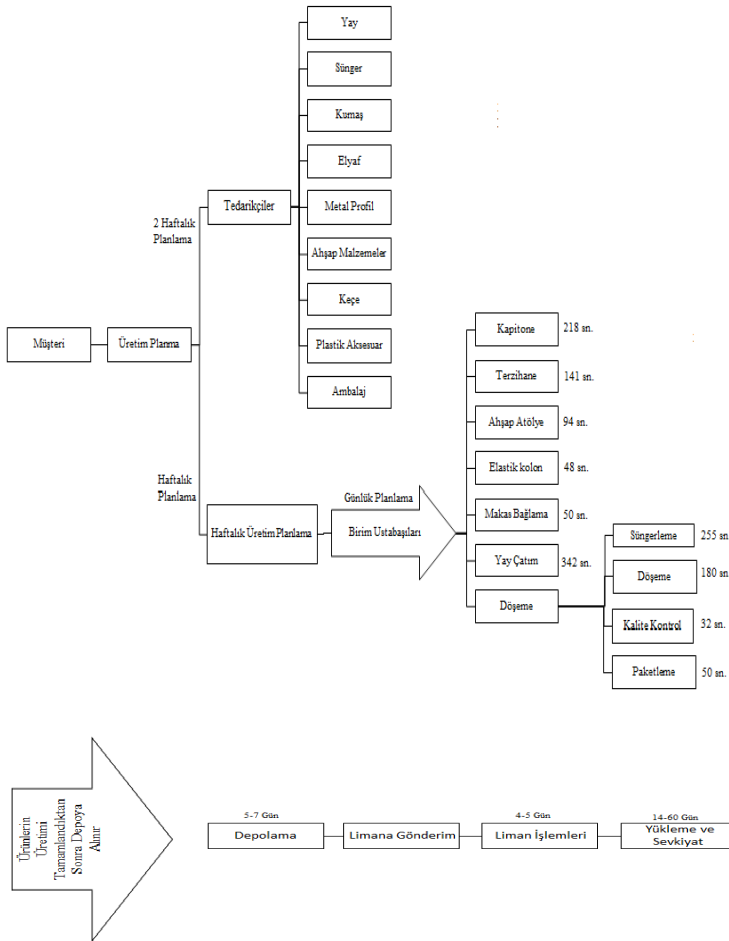 Yay
Sünger
Kumaş
Elyaf
Tedarikçiler
Metal Profil
2 Haftalık
Planlama
Ahşap Malzemeler
Keçe
Müşteri
Üretim Planma
Plastik Aksesuar
Ambalaj
Kapitone
218 sn.
Terzihane
141 sn.
Ahşap Atölye
94 sn.
Elastik kolon
48 sn.
Haftalık
Planlama
Günlük Planlama
Haftalık Üretim Planlama
Birim Ustabaşıları
Makas Bağlama
50 sn.
Yay Çatım
342 sn.
Döşeme
Süngerleme
255 sn
Döşeme
180 sn
Kalite Kontrol
32 sn.
Paketleme
50 sn.
Ürünlerin
Üretimi
Tamamlandıktan
Sonra Depoya
Alınır
5-7 Gün
Depolama
Limana Gönderim
4-5 Gün
Liman İşlemleri
14-60 Gün
Yükleme ve
Sevkiyat